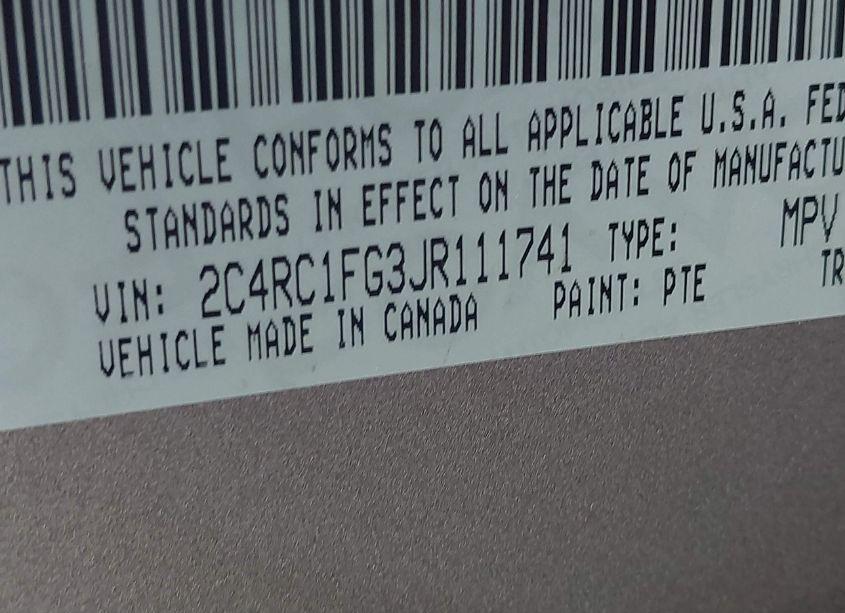 THIS VEHICLE CONFORMS TO ALL APPLICABLE U.S.A. FED
STANDARDS IN EFFECT ON THE DATE OF MANUFACTU
VIN: 2C4RC1FG3JR111741 TYPE: MPV
VEHICLE MADE IN CANADA PAINT: PTE TR